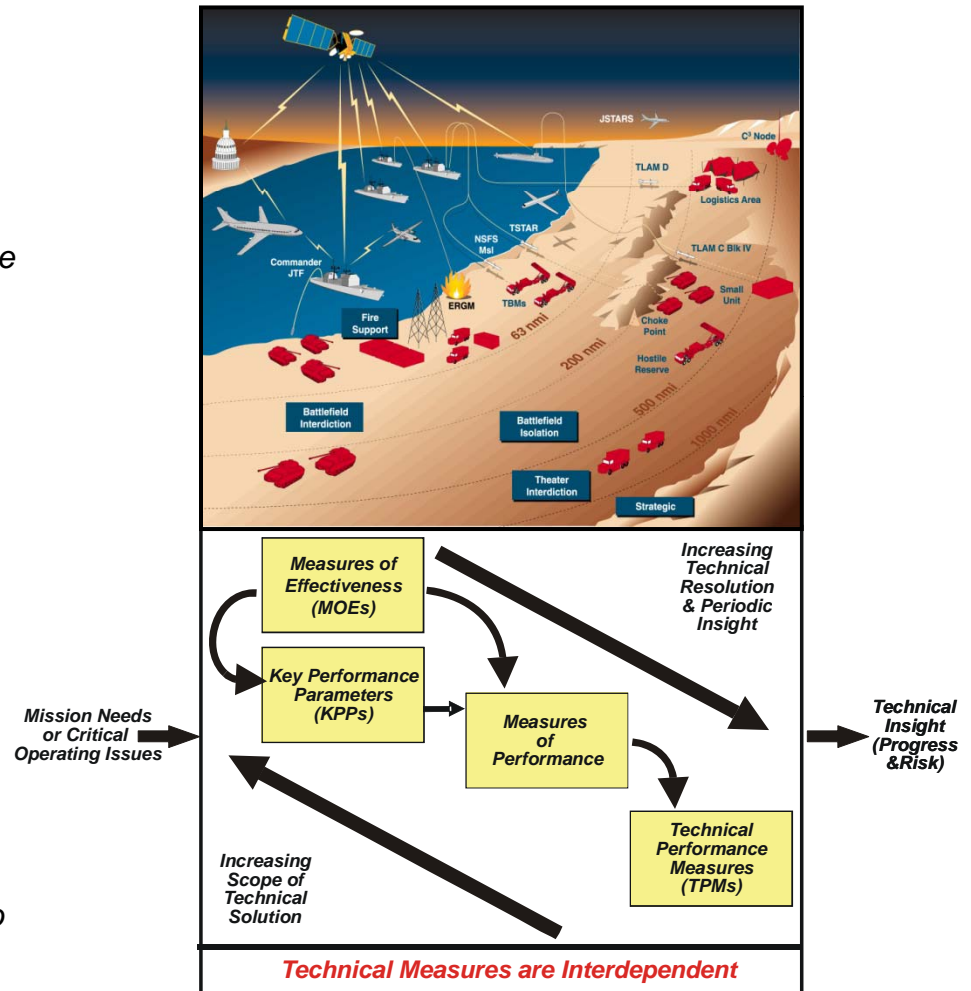 JSTARS
C³ Node
TLAM D
Logistics Area
TSTAR
NSFS
Msl
TLAM C Blk IV
Commander
JTF
ERGM
TBMs
Small
Unit
Fire
Support
Choke
Point
63 nmi
200 nmi
Hostile
Reserve
500 nmi
1000 nmi
Battlefield
Interdiction
Battlefield
Isolation
Theater
Interdiction
Strategic
e
Measures of
Effectiveness
(MOEs)
Increasing
Technical
Resolution
& Periodic
Insight
Key Performance
Parameters
(KPPs)
Mission Needs
or Critical
Operating Issues
Measures
of
Performance
Technical
Insight
(Progress
&Risk)
Technical
Performance
Measures
(TPMs)
Increasing
Scope of
Technical
Solution
Technical Measures are Interdependent